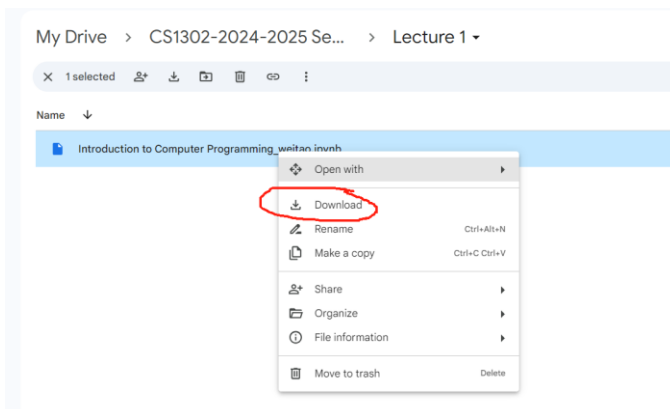 My Drive > CS1302-2024-2025 Se... > Lecture 1
1 selected
Name
Introduction to Computer Programming_weitao.ipynb
Open with
Download
Rename Ctrl+Alt+N
Make a copy Ctrl+C Ctrl+V
Share
Organize
File information
Move to trash Delete